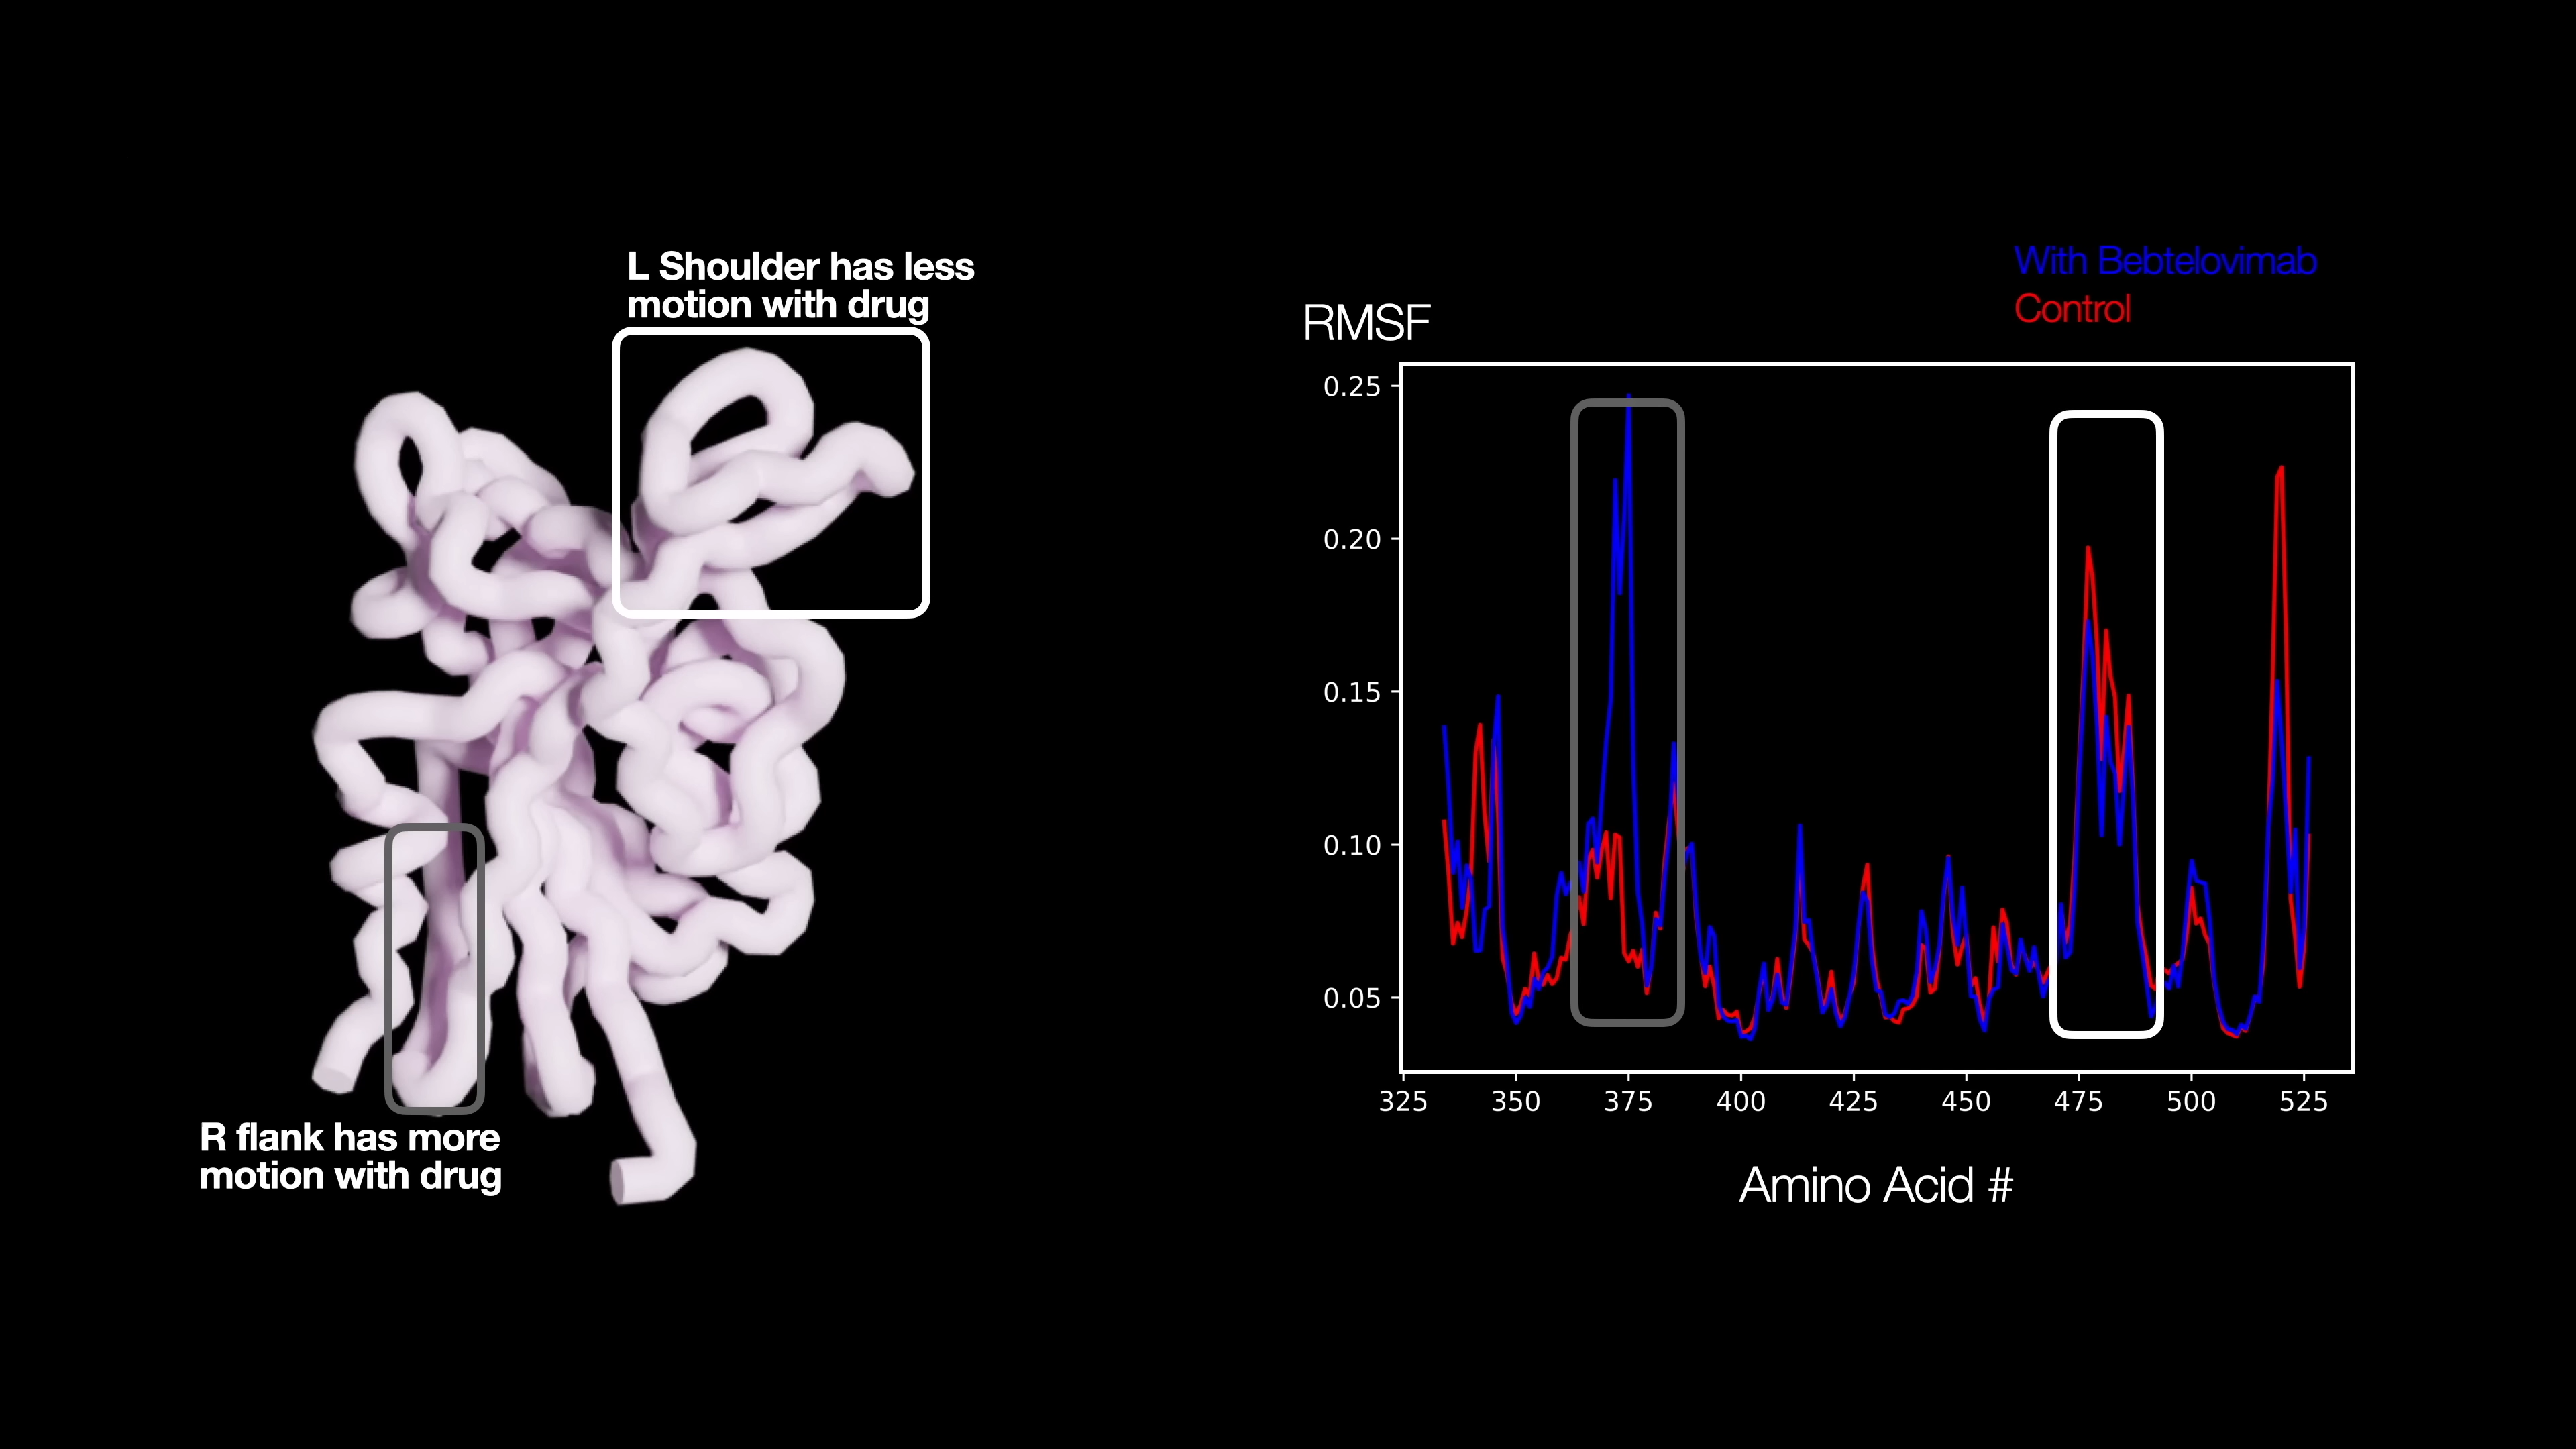 L Shoulder has less
motion with drug
R flank has more
motion with drug
With Bebtelovimab
Control
RMSF
0.25
0.20
0.15
0.10
0.05
325 350 375 400 425 450 475 500 525
Amino Acid #